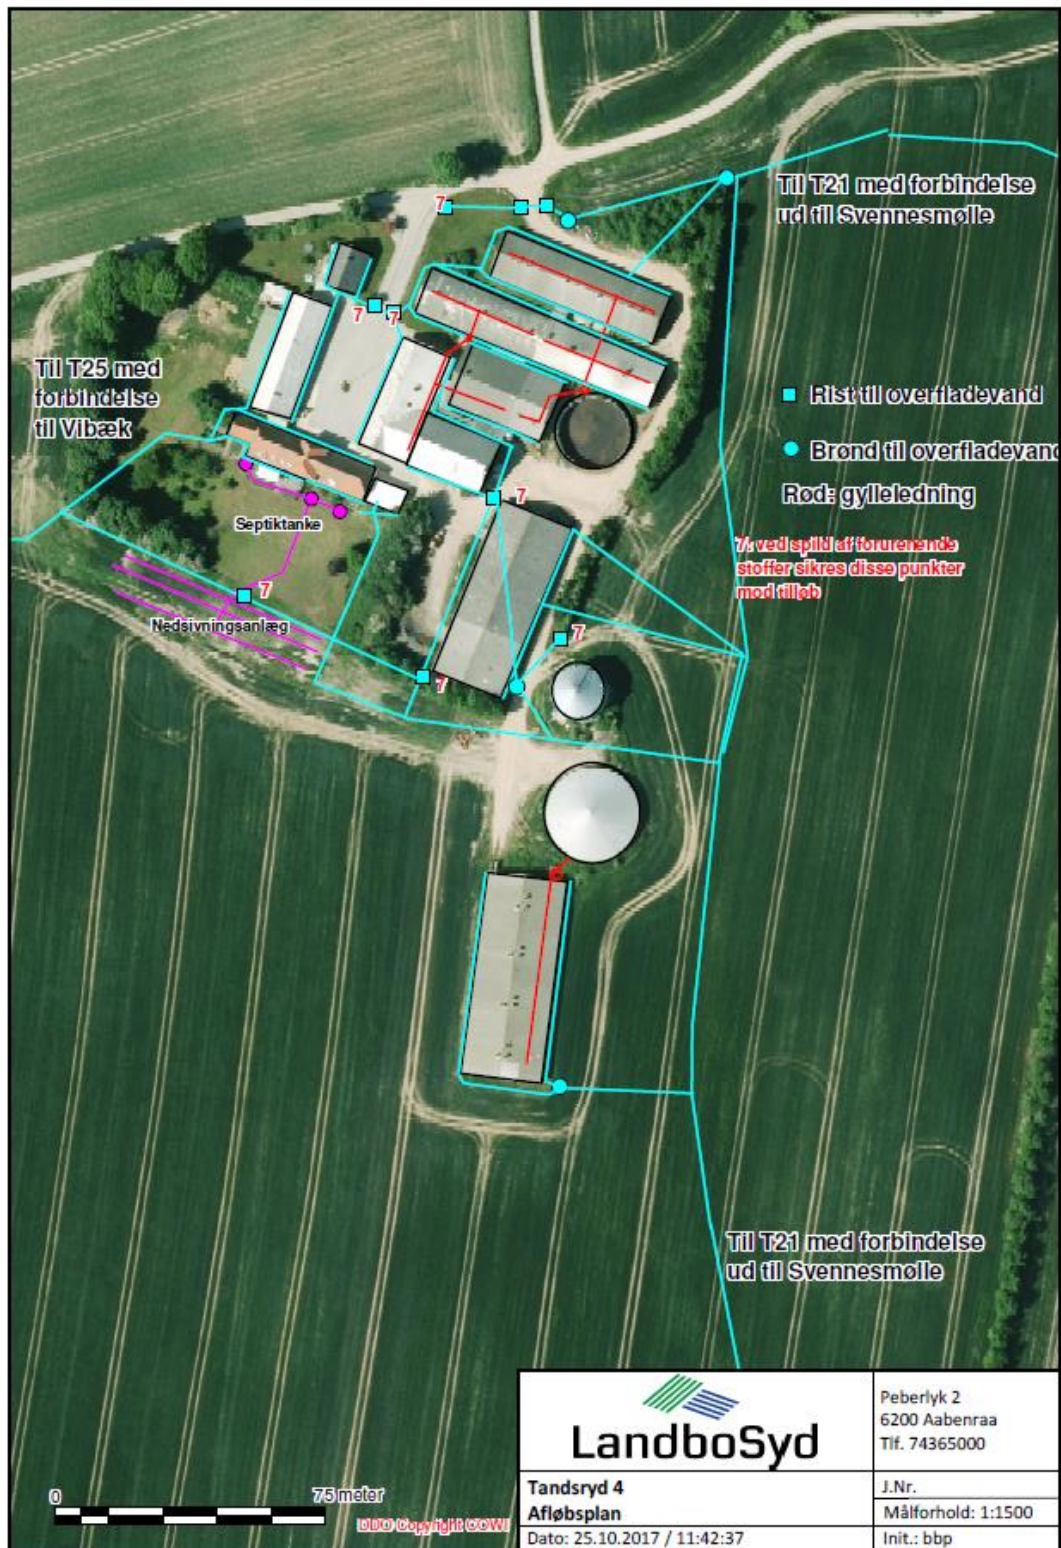 7
Til T21 med forbindelse
ud til Svennesmølle
7
7
Til T25 med
forbindelse
til Vibæk
Rist til overfladevand
Brønd til overfladevand
Rød: gylleledning
7
Septiktanke
7: ved spild af forurenende
stoffer sikres disse punkter
mod tilløb
7
Nedsivningsanlæg
7
7
Til T21 med forbindelse
ud til Svennesmølle
LandboSyd
Peberlyk 2
6200 Aabenraa
Tlf. 74365000
0
75 meter
DDO Copyright COWI
Tandsryd 4
Afløbsplan
Dato: 25.10.2017 / 11:42:37
J.Nr.
Målforhold: 1:1500
Init.: bbp